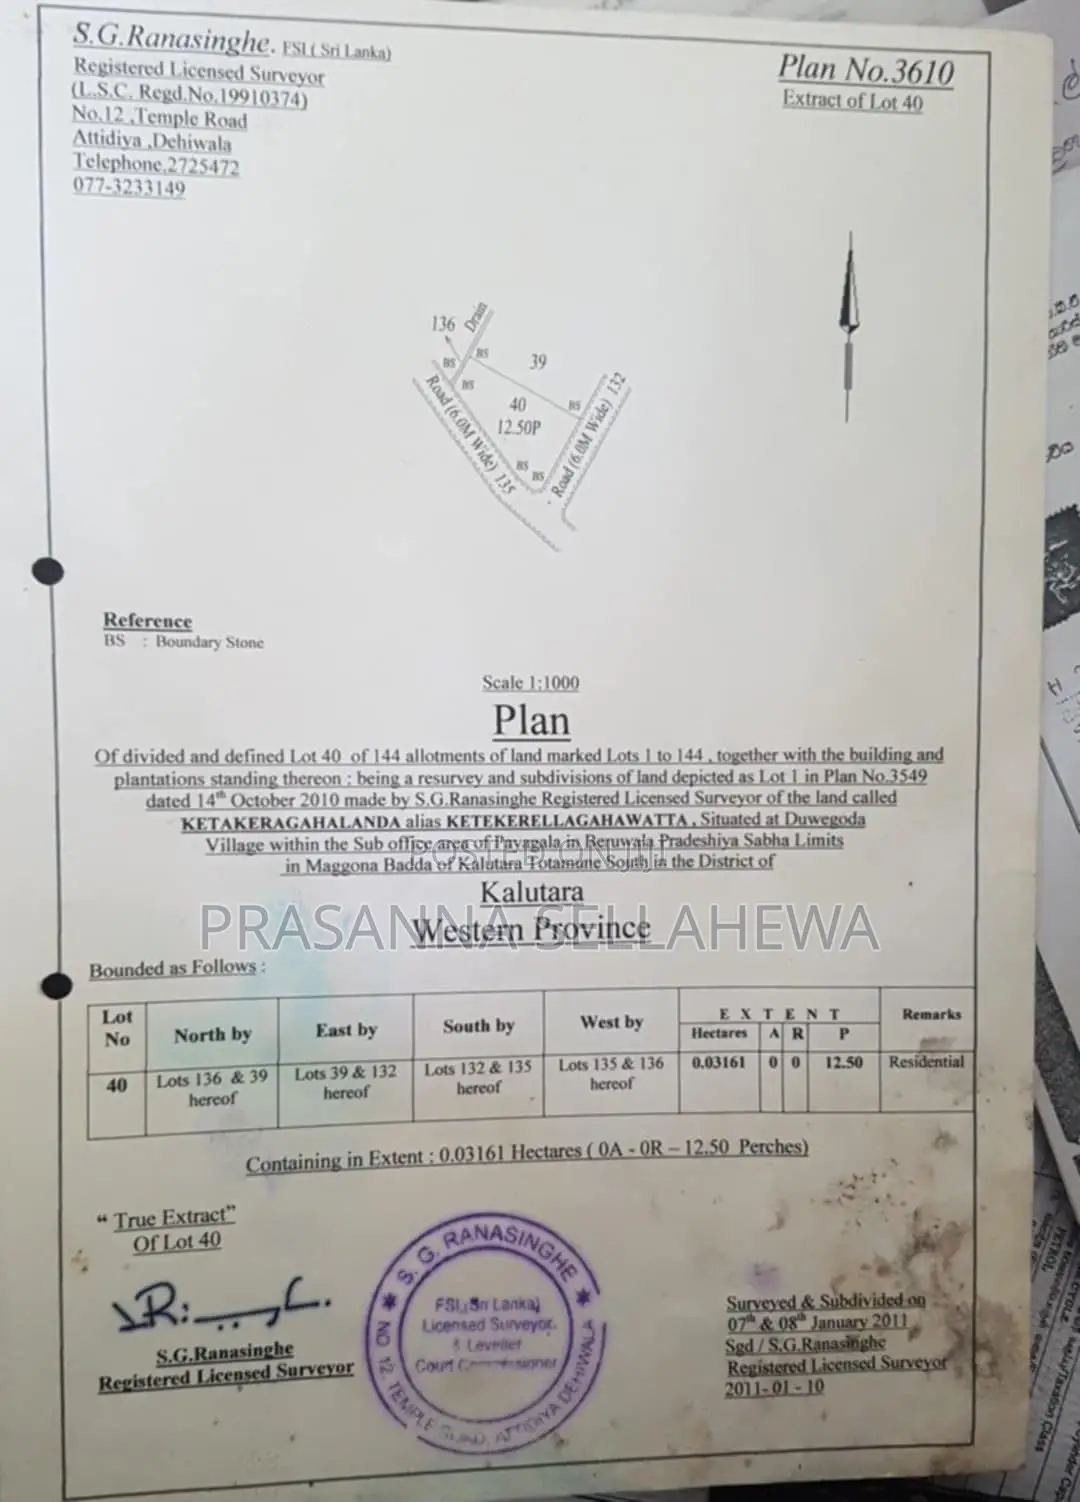 S.G.Ranasinghe. FSI ( Sri Lanka)
Registered Licensed Surveyor
(L.S.C. Regd.No.19910374)
No.12 ,Temple Road
Attidiya ,Dehiwala
Telephone.2725472
077-3233149
Plan No.3610
Extract of Lot 40
136
Drain
39
BS
BS
BS
40
12.50P
BS
BS
BS
Road (6.0M Wide) 135
Road (6.0M Wide) 132
Reference
BS : Boundary Stone
Scale 1:1000
Plan
Of divided and defined Lot 40 of 144 allotments of land marked Lots 1 to 144 , together with the building and
plantations standing thereon ; being a resurvey and subdivisions of land depicted as Lot 1 in Plan No.3549
dated 14th October 2010 made by S.G.Ranasinghe Registered Licensed Surveyor of the land called
KETAKERAGAHALANDA alias KETEKERELLAGAHAWATTA , Situated at Duwegoda
Village within the Sub office area of Payagala in Beruwala Pradeshiya Sabha Limits
in Maggona Badda of Kalutara Totamune South in the District of
POSTED ON JIJI
Kalutara
PRASANNA SELLAHEWA
Western Province
Bounded as Follows :
Lot No North by East by South by West by E X T E N T Remarks
Hectares A R P
40 Lots 136 & 39 hereof Lots 39 & 132 hereof Lots 132 & 135 hereof Lots 135 & 136 hereof 0.03161 0 0 12.50 Residential
Containing in Extent : 0.03161 Hectares ( 0A - 0R – 12.50 Perches)
“ True Extract”
Of Lot 40
S.G.Ranasinghe
Registered Licensed Surveyor
S. G. RANASINGHE
FSI,(Sri Lanka)
Licensed Surveyor,
& Leveller
Court Commissioner
NO 12, TEMPLE ROAD, ATTIDIYA DEHIWALA
Surveyed & Subdivided on
07th & 08th January 2011
Sgd / S.G.Ranasinghe
Registered Licensed Surveyor
2011- 01 - 10